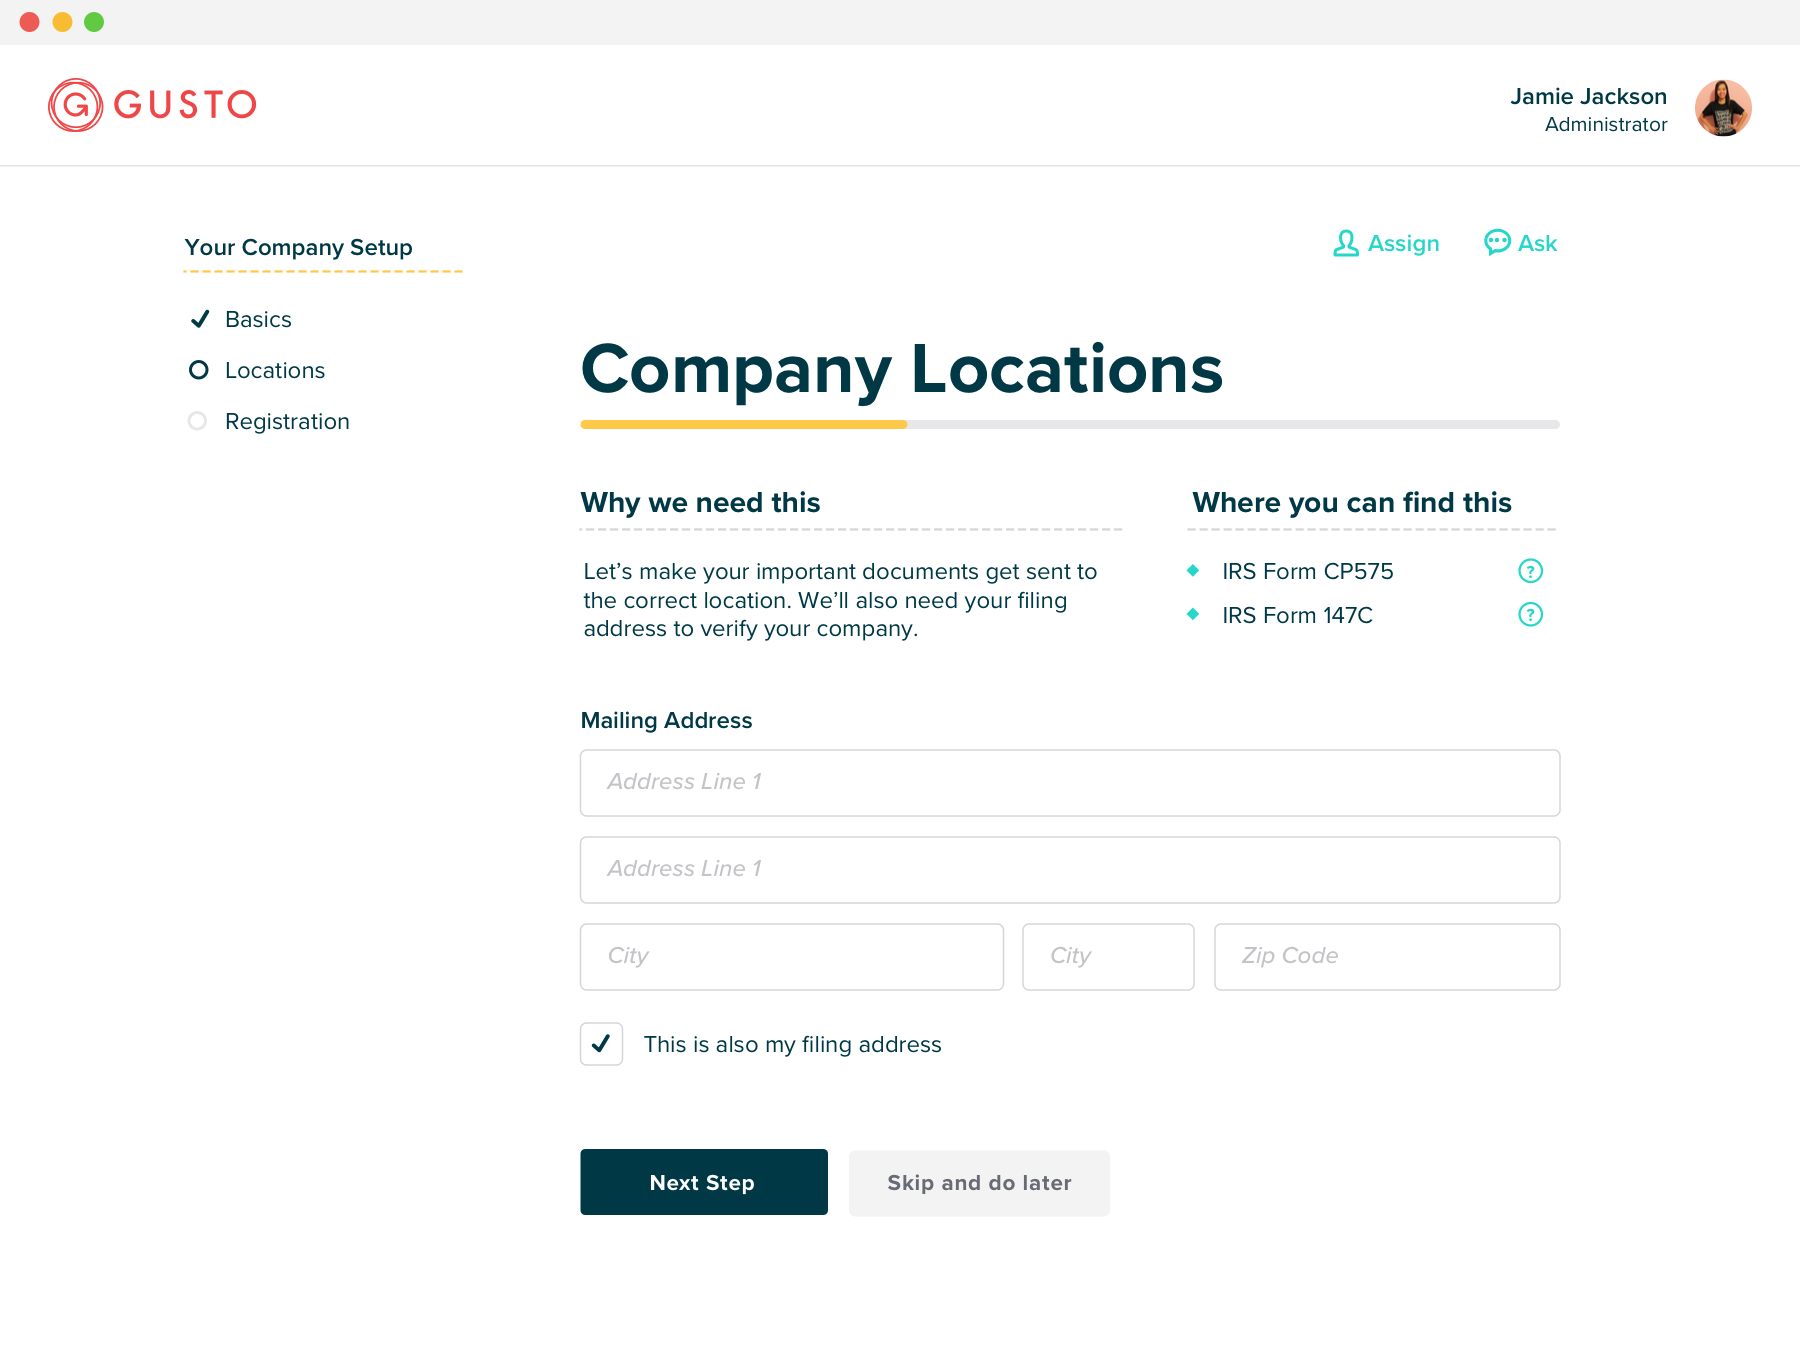 GUSTO
Jamie Jackson
Administrator
Your Company Setup
Basics
Locations
Registration
Assign
Ask
Company Locations
Why we need this
Let’s make your important documents get sent to
the correct location. We’ll also need your filing
address to verify your company.
Where you can find this
IRS Form CP575
?
IRS Form 147C
?
Mailing Address
Address Line 1
Address Line 1
City
City
Zip Code
This is also my filing address
Next Step
Skip and do later